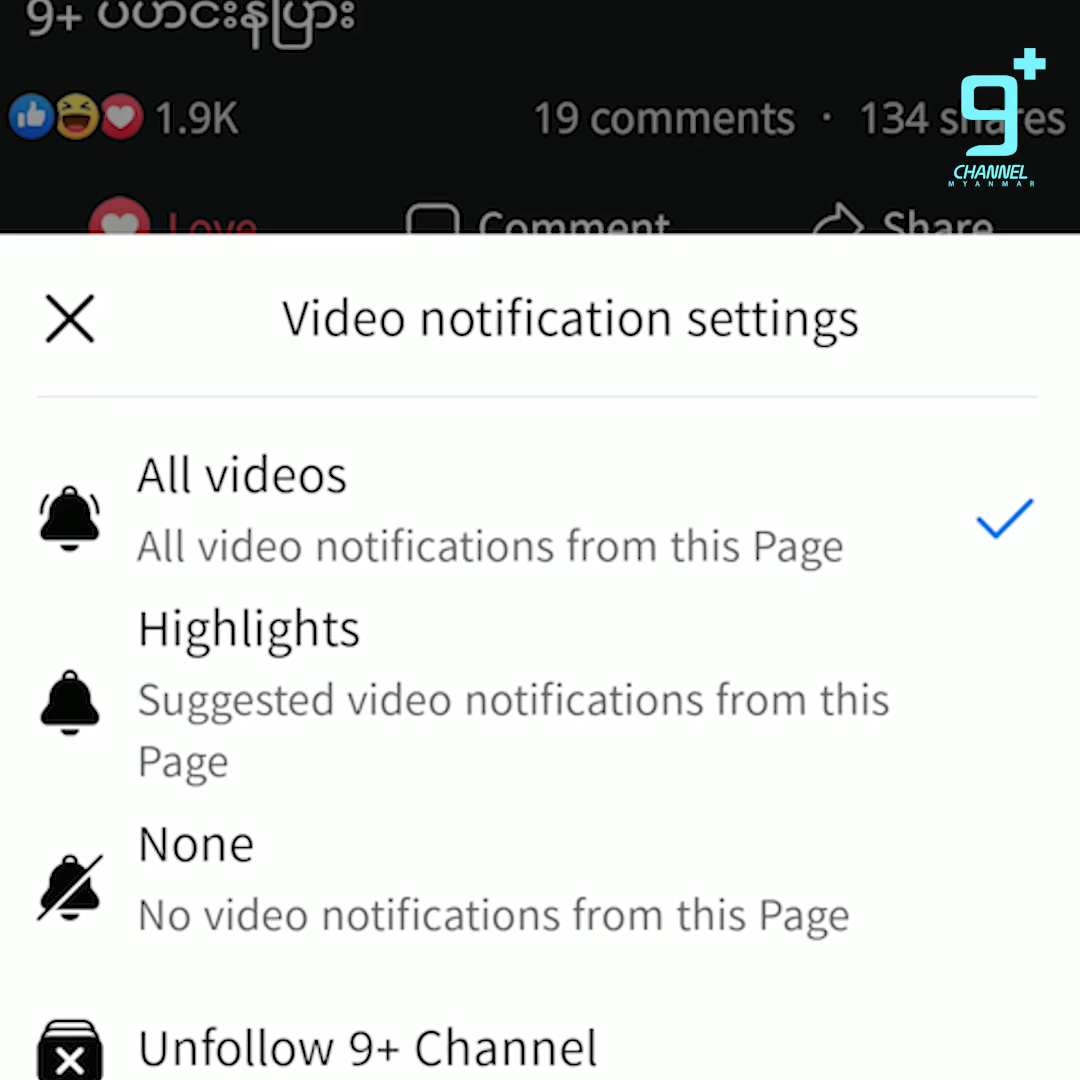 9+ ပဟင်းနပြား
1.9K
19 comments · 134 shares
9+
CHANNEL
MYANMAR
Love
Comment
Share
Video notification settings
All videos
All video notifications from this Page
Highlights
Suggested video notifications from this
Page
None
No video notifications from this Page
Unfollow 9+ Channel